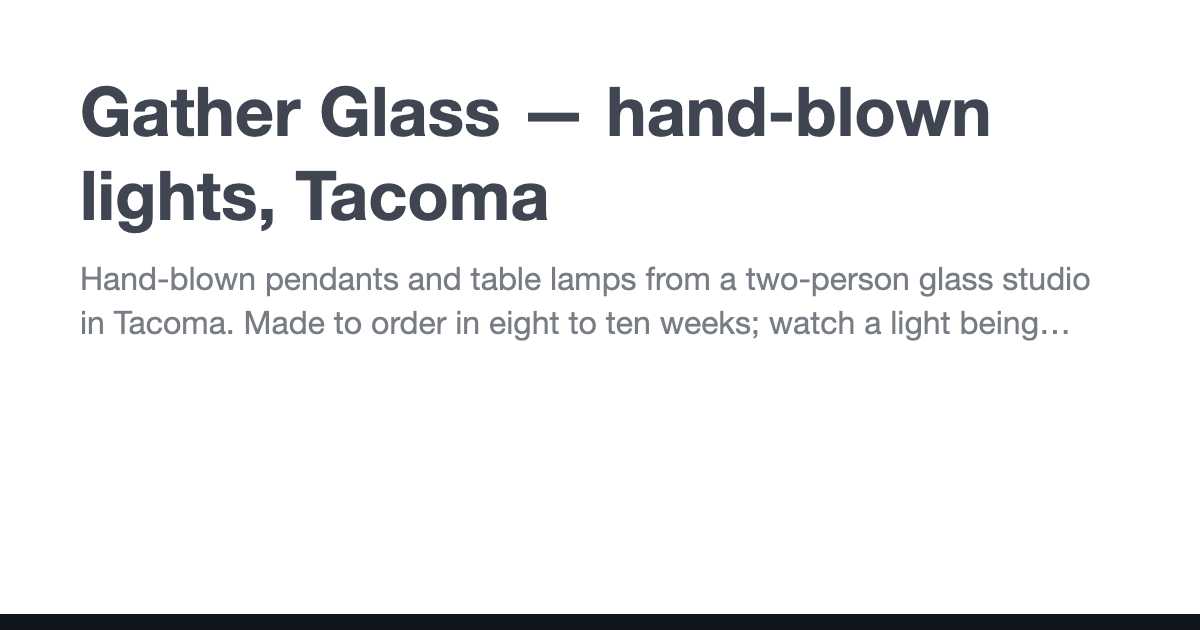 Gather Glass — hand-blown
lights, Tacoma
Hand-blown pendants and table lamps from a two-person glass studio
in Tacoma. Made to order in eight to ten weeks; watch a light being…